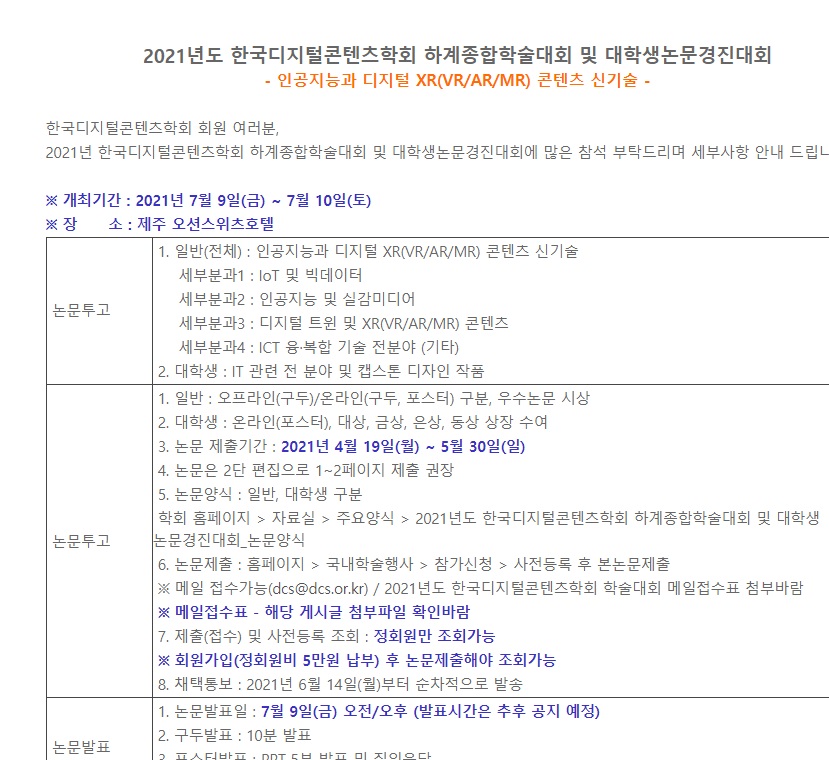 2021년도 한국디지털콘텐츠학회 하계종합학술대회 및 대학생논문경진대회
- 인공지능과 디지털 XR(VR/AR/MR) 콘텐츠 신기술 -
한국디지털콘텐츠학회 회원 여러분,
2021년 한국디지털콘텐츠학회 하계종합학술대회 및 대학생논문경진대회에 많은 참석 부탁드리며 세부사항 안내 드립니
※ 개최기간 : 2021년 7월 9일(금) ~ 7월 10일(토)
※ 장 소 : 제주 오션스위츠호텔
논문투고
1. 일반(전체) : 인공지능과 디지털 XR(VR/AR/MR) 콘텐츠 신기술
세부분과1 : IoT 및 빅데이터
세부분과2 : 인공지능 및 실감미디어
세부분과3 : 디지털 트윈 및 XR(VR/AR/MR) 콘텐츠
세부분과4 : ICT 융·복합 기술 전분야 (기타)
2. 대학생 : IT 관련 전 분야 및 캡스톤 디자인 작품
논문투고
1. 일반 : 오프라인(구두)/온라인(구두, 포스터) 구분, 우수논문 시상
2. 대학생 : 온라인(포스터), 대상, 금상, 은상, 동상 상장 수여
3. 논문 제출기간 : 2021년 4월 19일(월) ~ 5월 30일(일)
4. 논문은 2단 편집으로 1~2페이지 제출 권장
5. 논문양식 : 일반, 대학생 구분
학회 홈페이지 > 자료실 > 주요양식 > 2021년도 한국디지털콘텐츠학회 하계종합학술대회 및 대학생
논문경진대회_논문양식
6. 논문제출 : 홈페이지 > 국내학술행사 > 참가신청 > 사전등록 후 본논문제출
※ 메일 접수가능(dcs@dcs.or.kr) / 2021년도 한국디지털콘텐츠학회 학술대회 메일접수표 첨부바람
※ 메일접수표 - 해당 게시글 첨부파일 확인바람
7. 제출(접수) 및 사전등록 조회 : 정회원만 조회가능
※ 회원가입(정회원비 5만원 납부) 후 논문제출해야 조회가능
8. 채택통보 : 2021년 6월 14일(월)부터 순차적으로 발송
논문발표
1. 논문발표일 : 7월 9일(금) 오전/오후 (발표시간은 추후 공지 예정)
2. 구두발표 : 10분 발표
3. 포스터발표 : PPT 5분 발표 및 질의응답